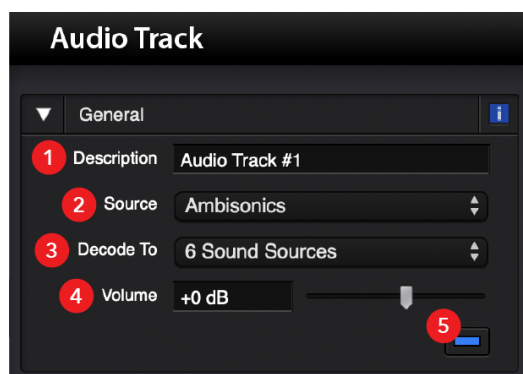 Audio Track
General
i
1 Description Audio Track #1
2 Source Ambisonics
3 Decode To 6 Sound Sources
4 Volume +0 dB
5